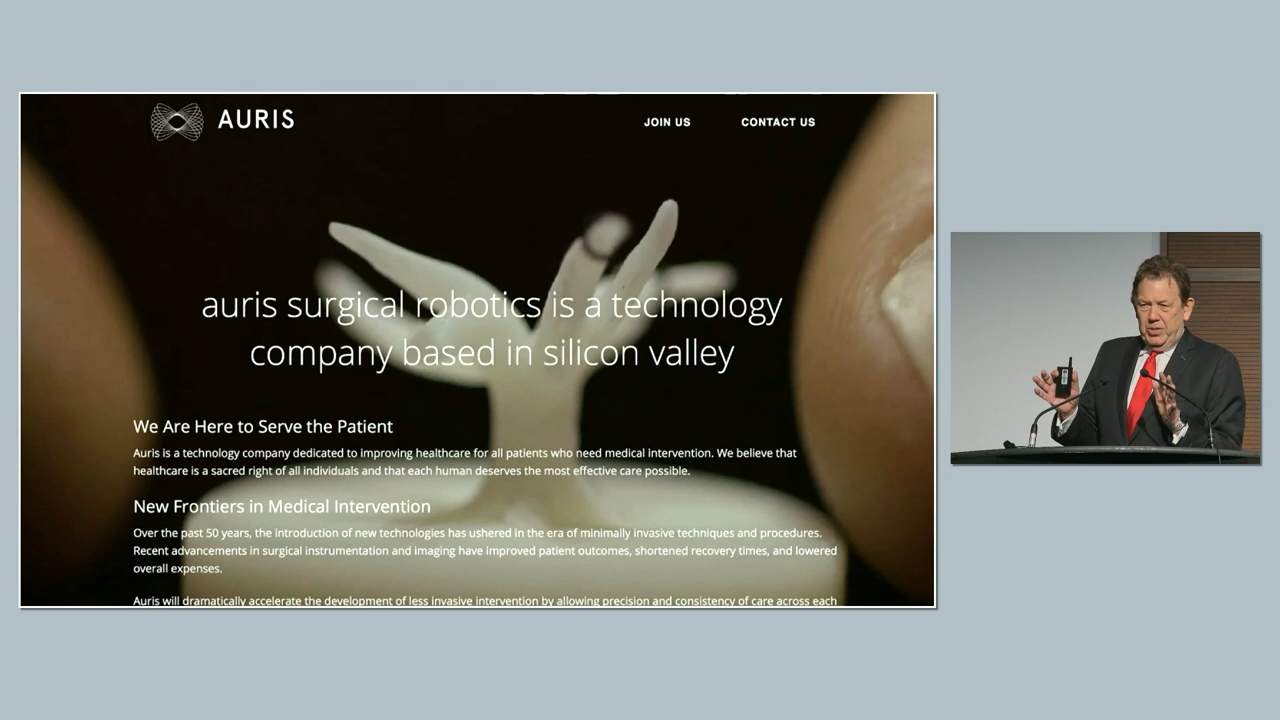 AURIS
JOIN US
CONTACT US
auris surgical robotics is a technology
company based in silicon valley
We Are Here to Serve the Patient
Auris is a technology company dedicated to improving healthcare for all patients who need medical intervention. We believe that
healthcare is a sacred right of all individuals and that each human deserves the most effective care possible.
New Frontiers in Medical Intervention
Over the past 50 years, the introduction of new technologies has ushered in the era of minimally invasive techniques and procedures.
Recent advancements in surgical instrumentation and imaging have improved patient outcomes, shortened recovery times, and lowered
overall expenses.
Auris will dramatically accelerate the development of less invasive intervention by allowing precision and consistency of care across each